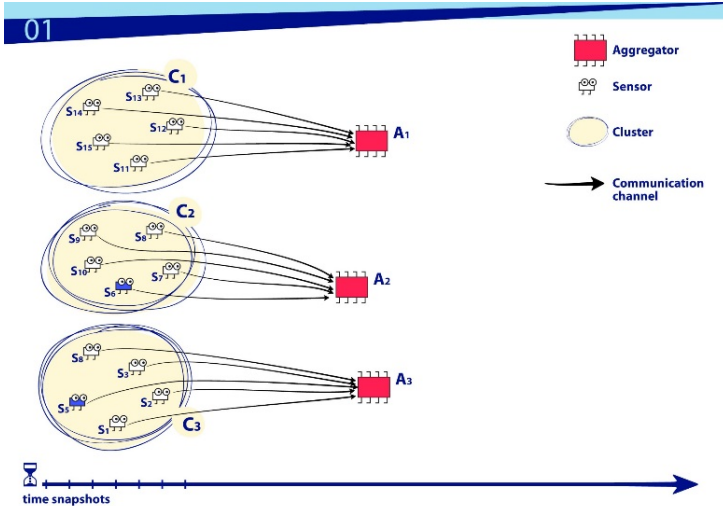 01
C1
S13
S14
S12
S15
S11
A1
C2
S9
S8
S10
S7
S6
A2
S8
S3
S5
S2
S1
C3
A3
Aggregator
Sensor
Cluster
Communication
channel
time snapshots